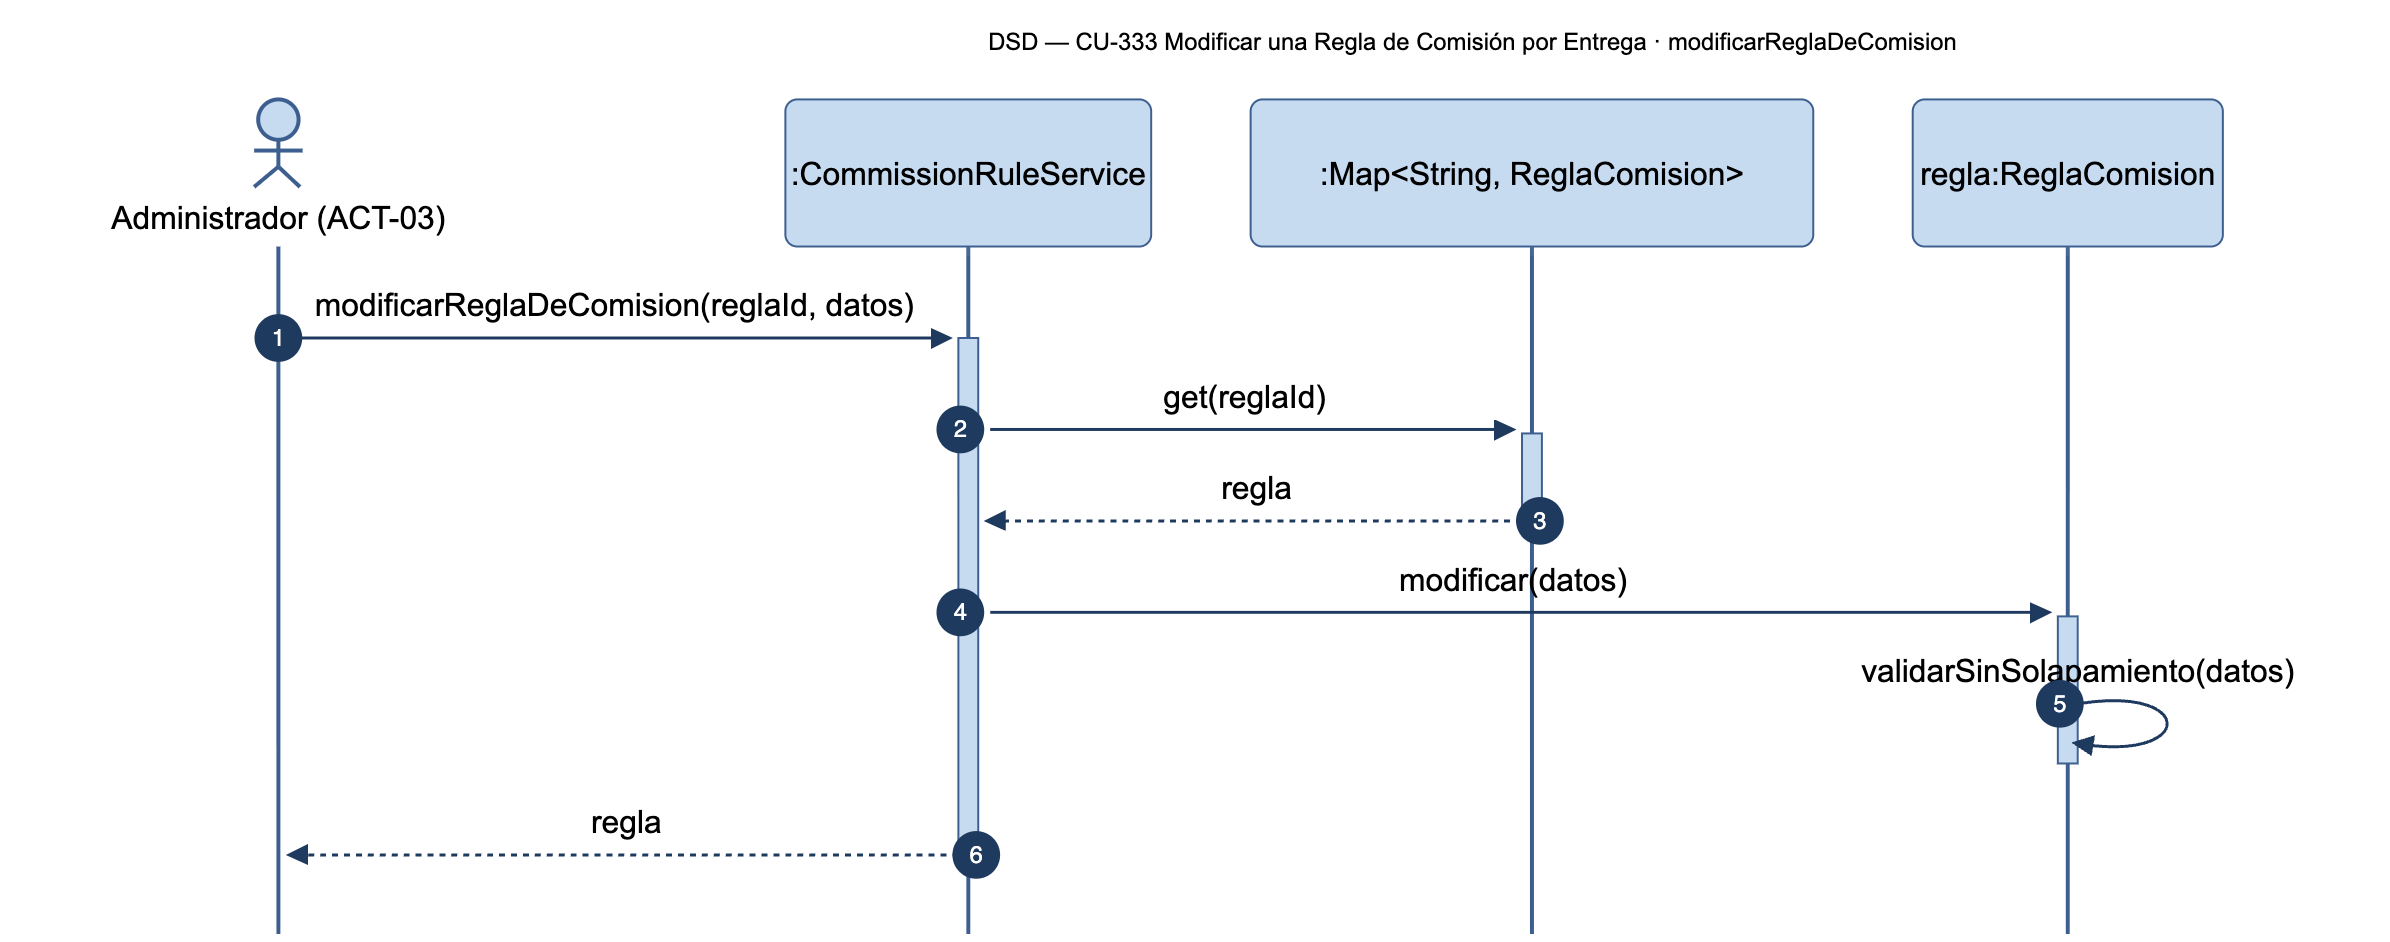 DSD — CU-333 Modificar una Regla de Comisión por Entrega · modificarReglaDeComision
Administrador (ACT-03)
:CommissionRuleService
:Map<String, ReglaComision>
regla:ReglaComision
modificarReglaDeComision(reglaId, datos)
1
get(reglaId)
2
regla
3
modificar(datos)
4
validarSinSolapamiento(datos)
5
regla
6